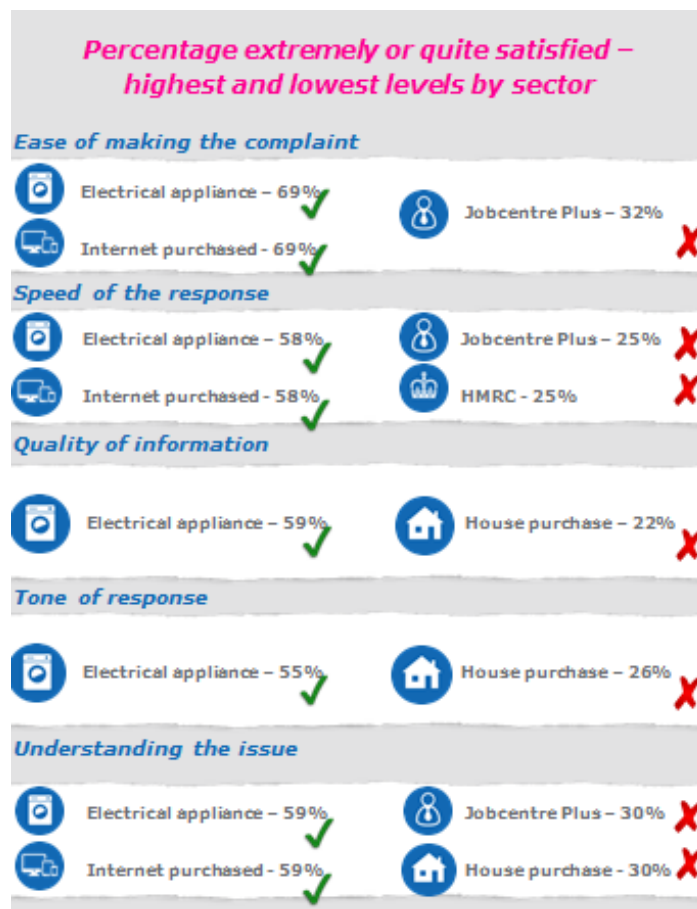 Percentage extremely or quite satisfied –
highest and lowest levels by sector
Ease of making the complaint
Electrical appliance – 69%
Internet purchased - 69%
Jobcentre Plus – 32%
Speed of the response
Electrical appliance – 58%
Internet purchased - 58%
Jobcentre Plus – 25%
HMRC - 25%
Quality of information
Electrical appliance – 59%
House purchase – 22%
Tone of response
Electrical appliance – 55%
House purchase – 26%
Understanding the issue
Electrical appliance – 59%
Internet purchased - 59%
Jobcentre Plus – 30%
House purchase - 30%